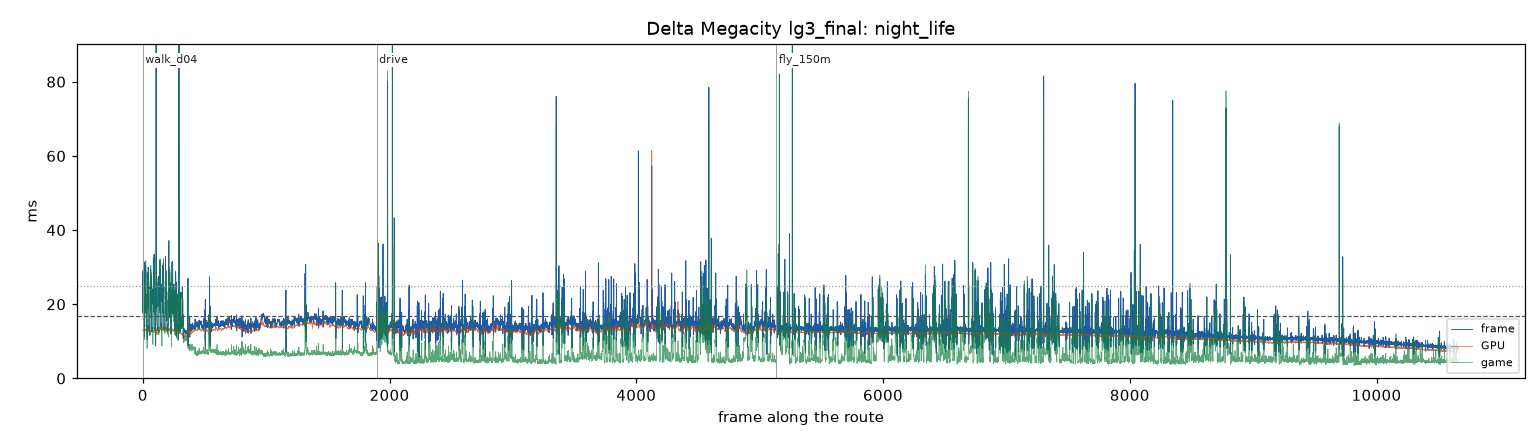 Delta Megacity lg3_final: night_life
walk_d04
drive
fly_150m
ms
80
60
40
20
0
0
2000
4000
6000
8000
10000
frame along the route
frame
GPU
game